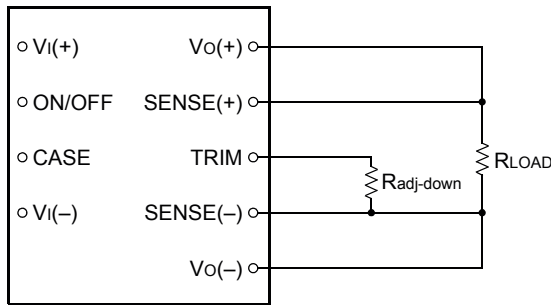 VI(+) VO(+)
ON/OFF SENSE(+)
CASE TRIM
Radj-down
RLOAD
VI(–) SENSE(–)
VO(–)